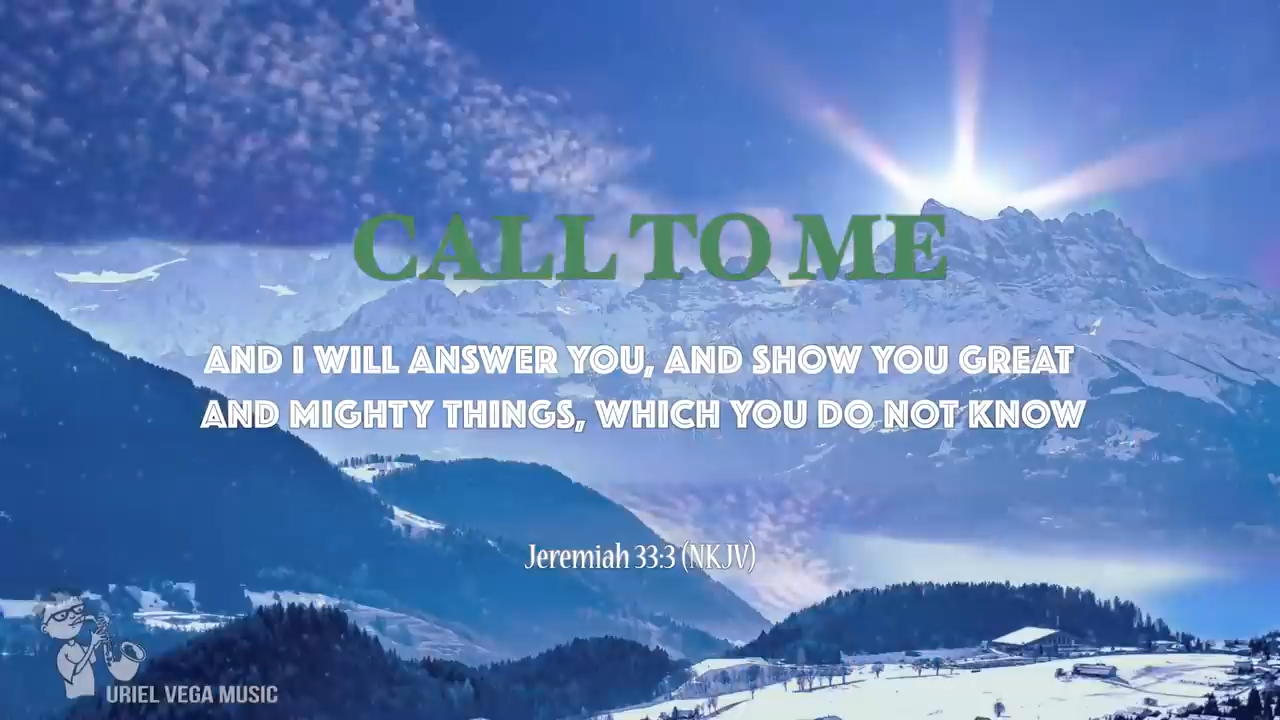 CALL TO ME
AND I WILL ANSWER YOU, AND SHOW YOU GREAT
AND MIGHTY THINGS, WHICH YOU DO NOT KNOW
Jeremiah 33:3 (NKJV)
URIEL VEGA MUSIC